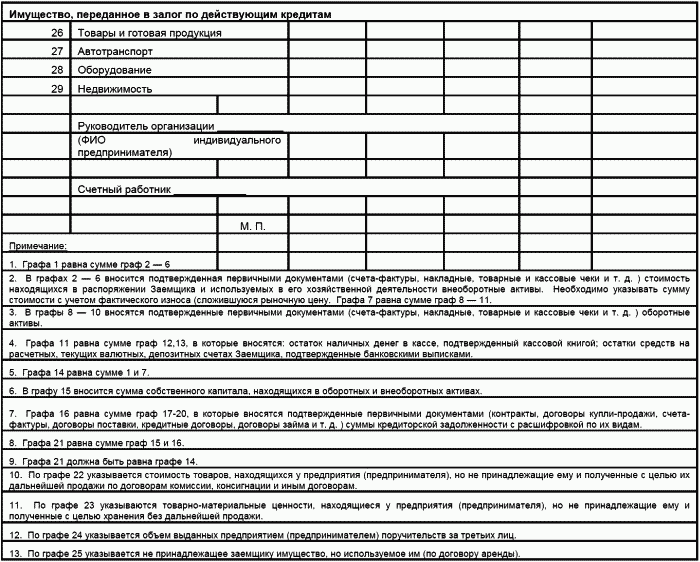 Имущество, переданное в залог по действующим кредитам
26 Товары и готовая продукция
27 Автотранспорт
28 Оборудование
29 Недвижимость
Руководитель организации ____________
(ФИО индивидуального
предпринимателя)
Счетный работник ____________
М. П.
Примечание:
1. Графа 1 равна сумме граф 2 — 6
2. В графах 2 — 6 вносится подтвержденная первичными документами (счета-фактуры, накладные, товарные и кассовые чеки и т. д. ) стоимость
находящихся в распоряжении Заемщика и используемых в его хозяйственной деятельности внеоборотные активы. Необходимо указывать сумму
стоимости с учетом фактического износа (сложившуюся рыночную цену. Графа 7 равна сумме граф 8 — 11.
3. В графы 8 — 10 вносятся подтвержденные первичными документами (счета-фактуры, накладные, товарные и кассовые чеки и т. д. ) оборотные
активы.
4. Графа 11 равна сумме граф 12,13, в которые вносятся: остаток наличных денег в кассе, подтвержденный кассовой книгой; остатки средств на
расчетных, текущих валютных, депозитных счетах Заемщика, подтвержденные банковскими выписками.
5. Графа 14 равна сумме 1 и 7.
6. В графу 15 вносится сумма собственного капитала, находящихся в оборотных и внеоборотных активах.
7. Графа 16 равна сумме граф 17-20, в которые вносятся подтвержденные первичными документами (контракты, договоры купли-продажи, счета-
фактуры, договоры поставки, кредитные договоры, договоры займа и т. д. ) суммы кредиторской задолженности с расшифровкой по их видам.
8. Графа 21 равна сумме граф 15 и 16.
9. Графа 21 должна быть равна графе 14.
10. По графе 22 указывается стоимость товаров, находящихся у предприятия (предпринимателя), но не принадлежащие ему и полученные с целью их
дальнейшей продажи по договорам комиссии, консигнации и иным договорам.
11. По графе 23 указываются товарно-материальные ценности, находящиеся у предприятия (предпринимателя), но не принадлежащие ему и
полученные с целью хранения без дальнейшей продажи.
12. По графе 24 указывается объем выданных предприятием (предпринимателем) поручительств за третьих лиц.
13. По графе 25 указывается не принадлежащее заемщику имущество, но используемое им (по договору аренды).